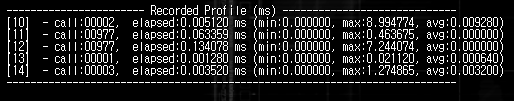 ----------------------- Recorded Profile (ms) -----------------------
[10]  - call:00002,  elapsed:0.005120 ms (min:0.000000, max:8.994774, avg:0.009280)
[11]  - call:00977,  elapsed:0.063359 ms (min:0.000000, max:0.463675, avg:0.000000)
[12]  - call:00977,  elapsed:0.134078 ms (min:0.000000, max:7.244074, avg:0.000000)
[13]  - call:00001,  elapsed:0.001280 ms (min:0.000000, max:0.021120, avg:0.000640)
[14]  - call:00003,  elapsed:0.003520 ms (min:0.000000, max:1.274865, avg:0.003200)
---------------------------------------------------------------------